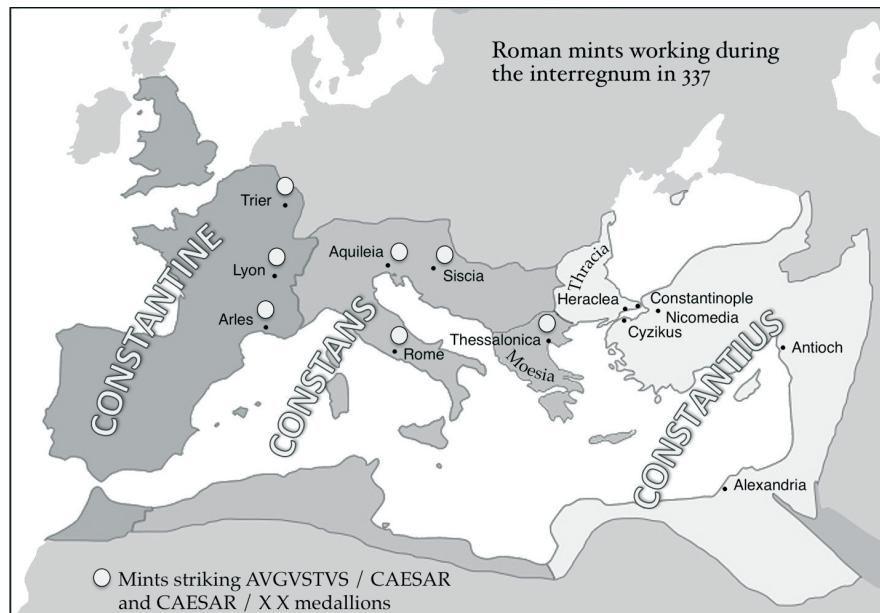 Roman mints working during
the interregnum in 337
Trier
CONSTANTINE
Lyon
Arles
Aquileia
Siscia
CONSTANS
Rome
Thracia
Heraclea
Constantinople
Nicomedia
Cyzikus
Thessalonica
Moesia
CONSTANTIUS
Antioch
Alexandria
Mints striking AVGVSTVS / CAESAR
and CAESAR / X X medallions